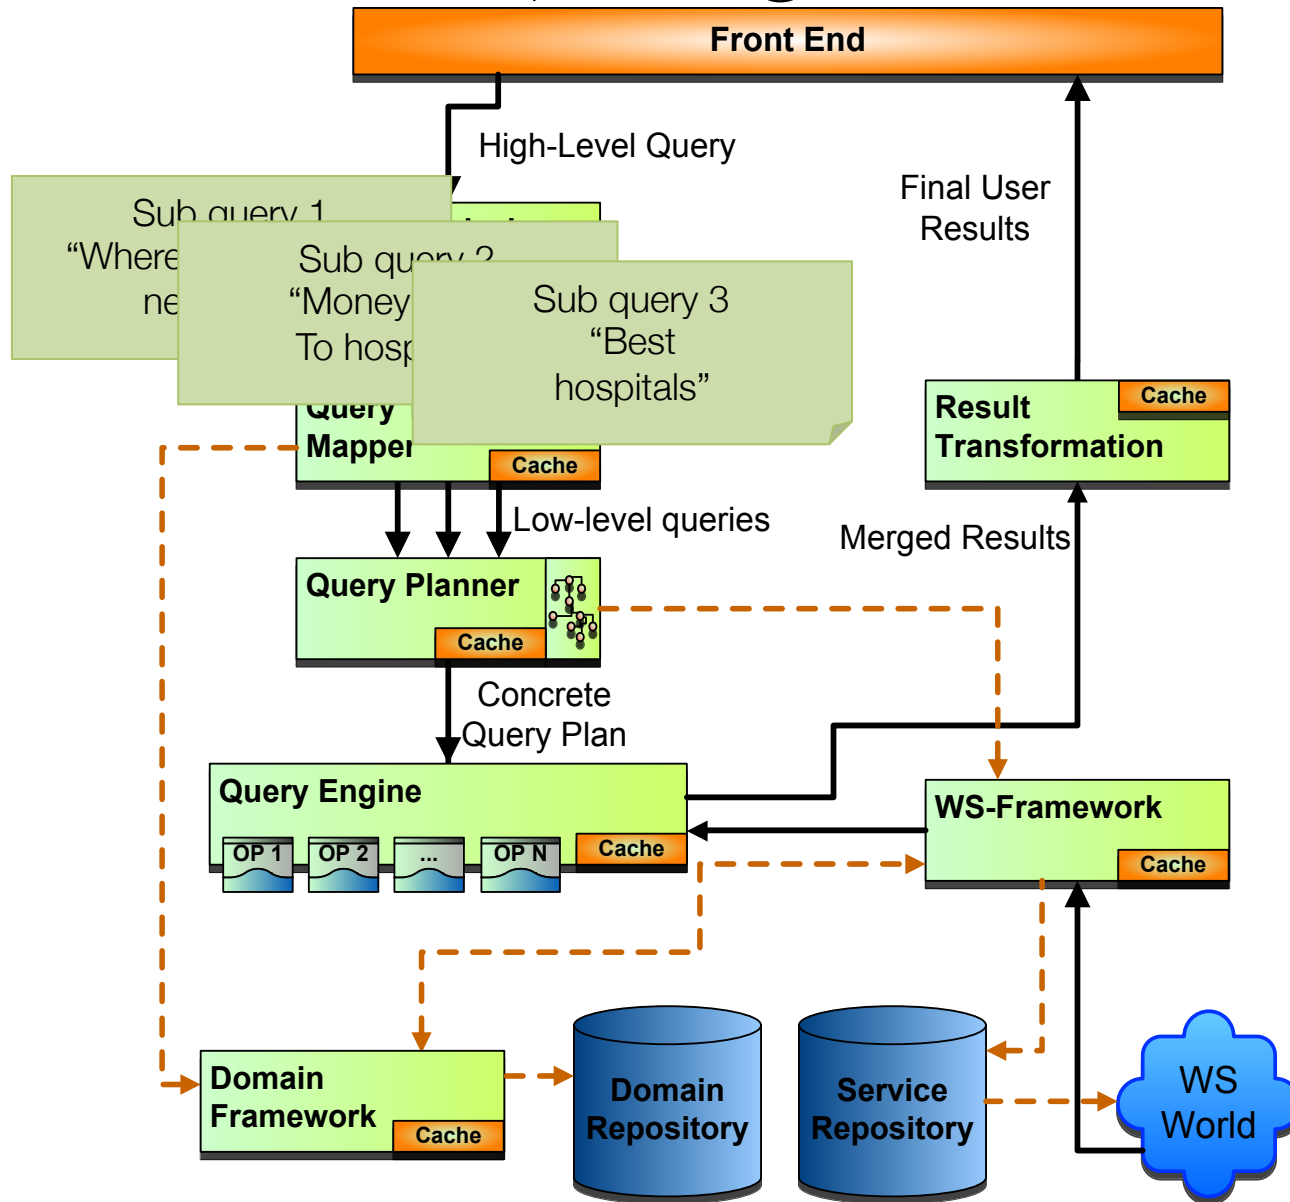 Front End
High-Level Query
Final User
Results
Sub query 1
“Where
ne
Sub query 2
“Money
To hosp
Sub query 3
“Best
hospitals”
Query
Mapper
Cache
Result
Transformation
Cache
Low-level queries
Merged Results
Query Planner
Cache
Concrete
Query Plan
Query Engine
OP 1
OP 2
...
OP N
Cache
WS-Framework
Cache
Domain
Framework
Cache
Domain
Repository
Service
Repository
WS
World